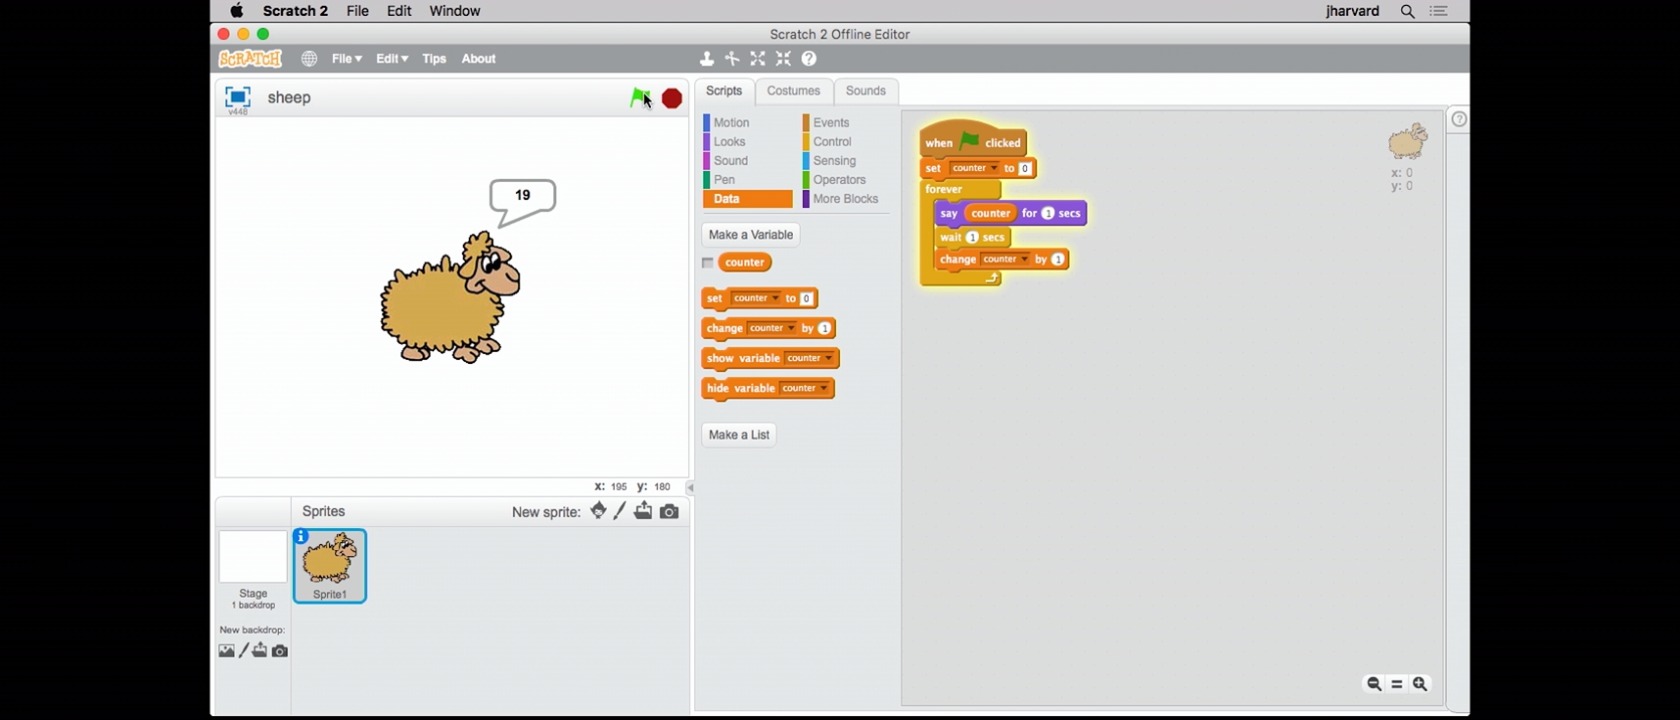 Scratch 2 File Edit Window jharvard
Scratch 2 Offline Editor
SCRATCH File Edit Tips About
v448 sheep
Scripts Costumes Sounds
Motion Events
Looks Control
Sound Sensing
Pen Operators
Data More Blocks
Make a Variable
counter
set counter to 0
change counter by 1
show variable counter
hide variable counter
Make a List
19
when clicked
set counter to 0
forever
say counter for 1 secs
wait 1 secs
change counter by 1
x: 0
y: 0
x: 195 y: 180
Sprites New sprite:
Stage
1 backdrop
New backdrop:
Sprite1